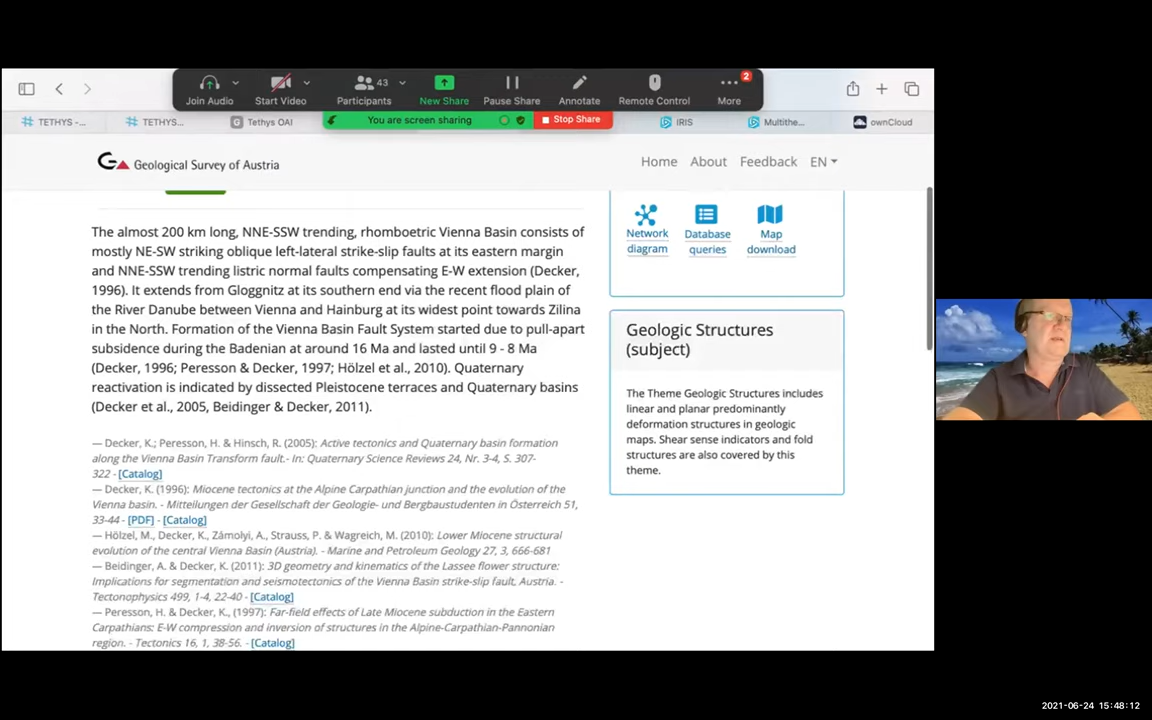 43
2
Join Audio
Start Video
Participants
New Share
Pause Share
Annotate
Remote Control
More
TETHYS -...
TETHYS...
G Tethys OAI
You are screen sharing
Stop Share
IRIS
Multithe...
ownCloud
Geological Survey of Austria
Home About Feedback EN
The almost 200 km long, NNE-SSW trending, rhomboetric Vienna Basin consists of
mostly NE-SW striking oblique left-lateral strike-slip faults at its eastern margin
and NNE-SSW trending listric normal faults compensating E-W extension (Decker,
1996). It extends from Gloggnitz at its southern end via the recent flood plain of
the River Danube between Vienna and Hainburg at its widest point towards Zilina
in the North. Formation of the Vienna Basin Fault System started due to pull-apart
subsidence during the Badenian at around 16 Ma and lasted until 9 - 8 Ma
(Decker, 1996; Peresson & Decker, 1997; Hölzel et al., 2010). Quaternary
reactivation is indicated by dissected Pleistocene terraces and Quaternary basins
(Decker et al., 2005, Beidinger & Decker, 2011).
— Decker, K.; Peresson, H. & Hinsch, R. (2005): Active tectonics and Quaternary basin formation
along the Vienna Basin Transform fault.- In: Quaternary Science Reviews 24, Nr. 3-4, S. 307-
322 - [Catalog]
— Decker, K. (1996): Miocene tectonics at the Alpine Carpathian junction and the evolution of the
Vienna basin. - Mitteilungen der Gesellschaft der Geologie- und Bergbaustudenten in Österreich 51,
33-44 - [PDF] - [Catalog]
— Hölzel, M., Decker, K., Zámolyi, A., Strauss, P. & Wagreich, M. (2010): Lower Miocene structural
evolution of the central Vienna Basin (Austria). - Marine and Petroleum Geology 27, 3, 666-681
— Beidinger, A. & Decker, K. (2011): 3D geometry and kinematics of the Lassee flower structure:
Implications for segmentation and seismotectonics of the Vienna Basin strike-slip fault, Austria. -
Tectonophysics 499, 1-4, 22-40 - [Catalog]
— Peresson, H. & Decker, K., (1997): Far-field effects of Late Miocene subduction in the Eastern
Carpathians: E-W compression and inversion of structures in the Alpine-Carpathian-Pannonian
region. - Tectonics 16, 1, 38-56. - [Catalog]
Network
diagram
Database
queries
Map
download
Geologic Structures
(subject)
The Theme Geologic Structures includes
linear and planar predominantly
deformation structures in geologic
maps. Shear sense indicators and fold
structures are also covered by this
theme.
2021-06-24 15:48:12